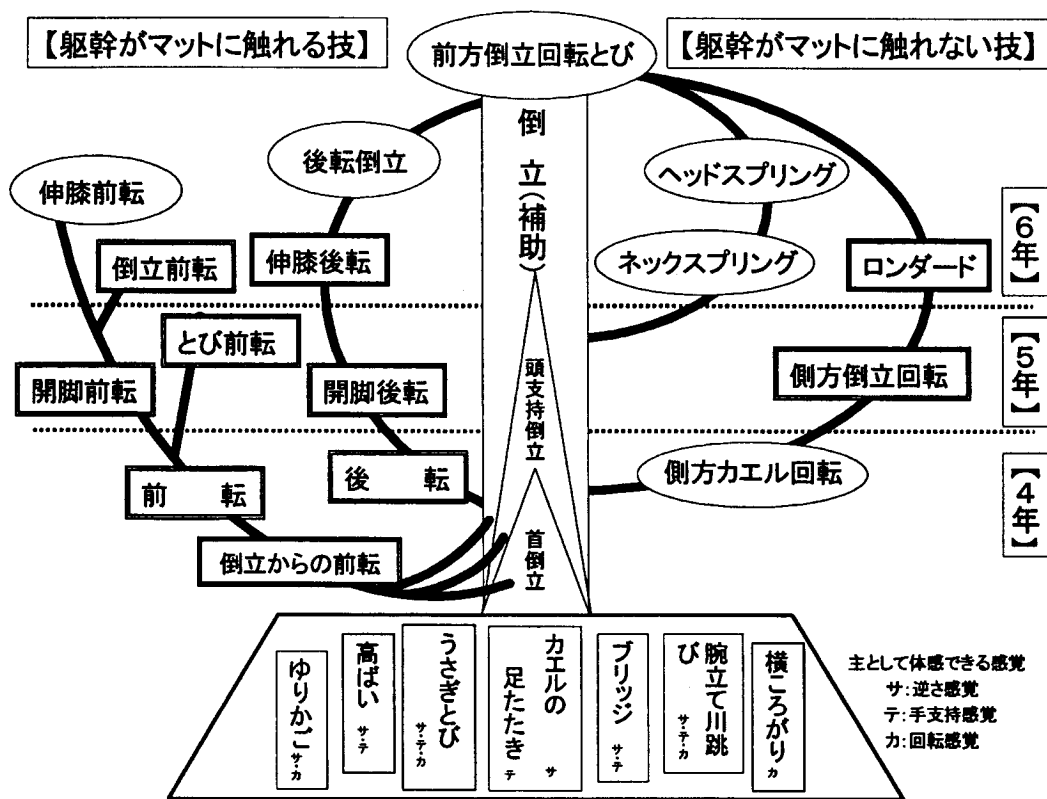 【躯幹がマットに触れる技】
前方倒立回転とび
【躯幹がマットに触れない技】
倒立(補助)
後転倒立
ヘッドスプリング
伸膝前転
【6年】
倒立前転
伸膝後転
ネックスプリング
ロンダード
とび前転
【5年】
開脚前転
開脚後転
頭支持倒立
側方倒立回転
前　転
後　転
側方カエル回転
【4年】
倒立からの前転
首倒立
ゆりかご サ・カ
高ばい サ・テ
うさぎとび サ・テ・カ
カエルの サ
足たたき テ
ブリッジ サ・テ
腕立て川跳
び サ・テ・カ
横ころがり カ
主として体感できる感覚
サ:逆さ感覚
テ:手支持感覚
カ:回転感覚